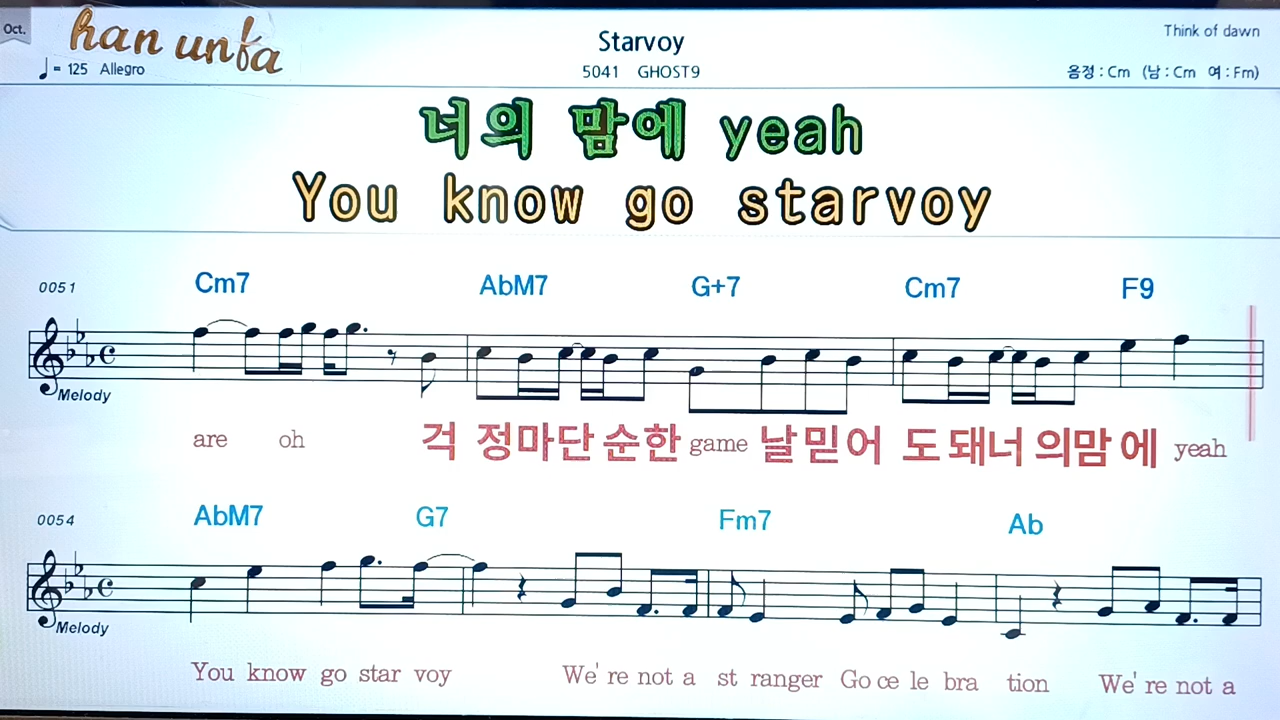 Oct.
han unfa
Starvoy
Think of dawn
= 125 Allegro
5041 GHOST9
음정 : Cm (남 : Cm 여 : Fm)
너의 맘에 yeah
You know go starvoy
0051
Cm7 AbM7 G+7 Cm7 F9
Melody
are oh 걱 정마단 순한 game 날믿어 도돼너 의맘 에 yeah
0054
AbM7 G7 Fm7 Ab
Melody
You know go star voy We're not a st ranger Go ce le bra tion We're not a